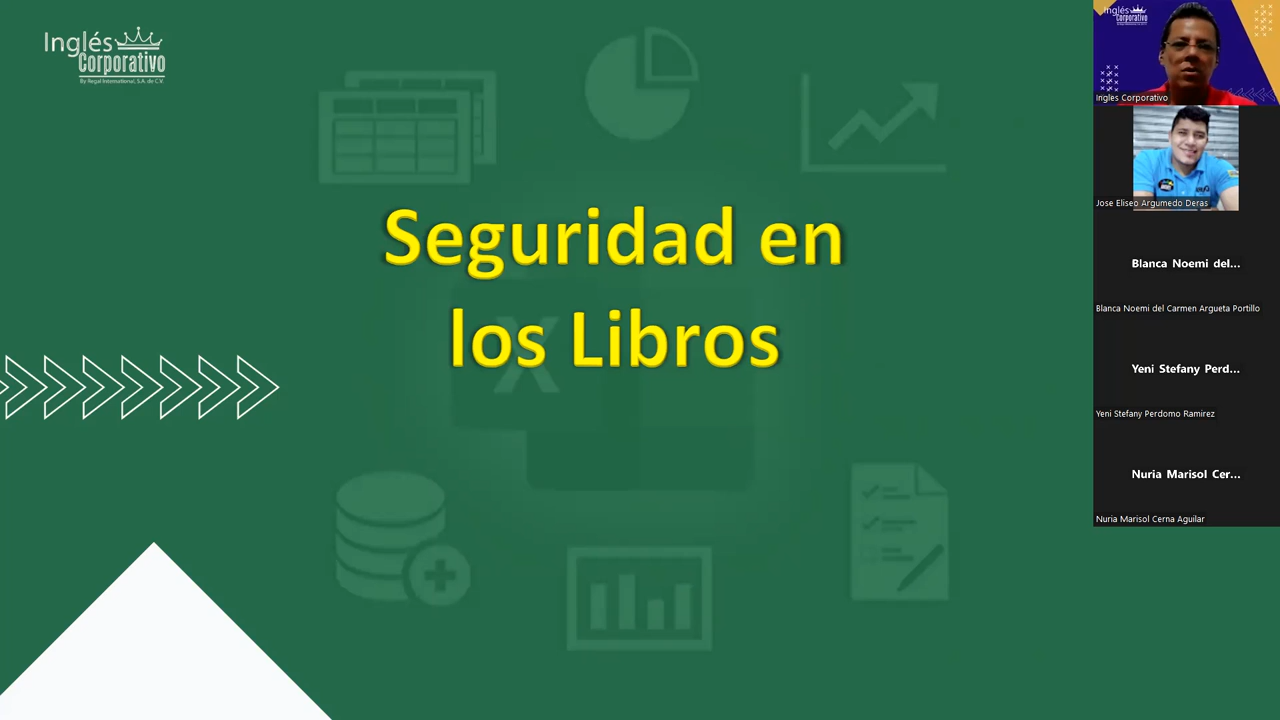 Inglés
Corporativo
By Regal International, S.A. de C.V.
Seguridad en
los Libros
X
Inglés
Corporativo
Ingles Corporativo
Jose Eliseo Argumedo Deras
Blanca Noemi del...
Blanca Noemi del Carmen Argueta Portillo
Yeni Stefany Perd...
Yeni Stefany Perdomo Ramirez
Nuria Marisol Cer...
Nuria Marisol Cerna Aguilar